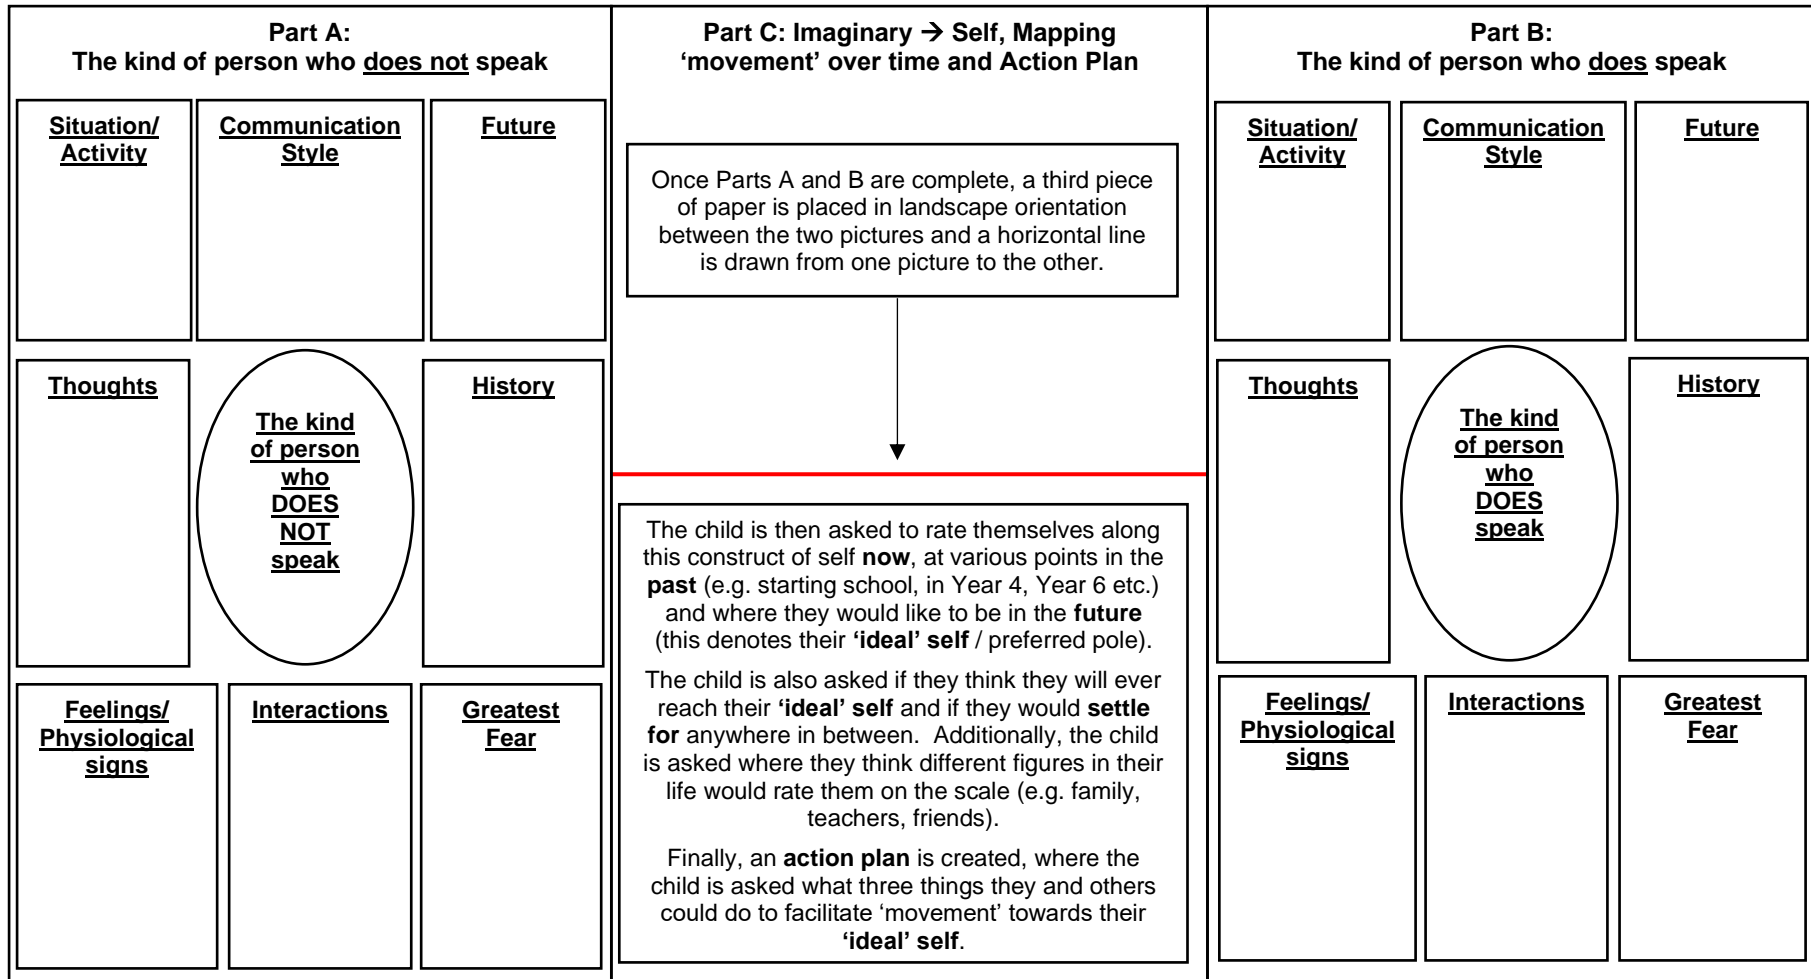 Part A:
The kind of person who does not speak
Situation/
Activity
Communication
Style
Future
Thoughts
The kind
of person
who
DOES
NOT
speak
History
Feelings/
Physiological
signs
Interactions
Greatest
Fear
Part C: Imaginary → Self, Mapping
‘movement’ over time and Action Plan
Once Parts A and B are complete, a third piece
of paper is placed in landscape orientation
between the two pictures and a horizontal line
is drawn from one picture to the other.
The child is then asked to rate themselves along
this construct of self now, at various points in the
past (e.g. starting school, in Year 4, Year 6 etc.)
and where they would like to be in the future
(this denotes their ‘ideal’ self / preferred pole).
The child is also asked if they think they will ever
reach their ‘ideal’ self and if they would settle
for anywhere in between. Additionally, the child
is asked where they think different figures in their
life would rate them on the scale (e.g. family,
teachers, friends).
Finally, an action plan is created, where the
child is asked what three things they and others
could do to facilitate ‘movement’ towards their
‘ideal’ self.
Part B:
The kind of person who does speak
Situation/
Activity
Communication
Style
Future
Thoughts
The kind
of person
who
DOES
speak
History
Feelings/
Physiological
signs
Interactions
Greatest
Fear